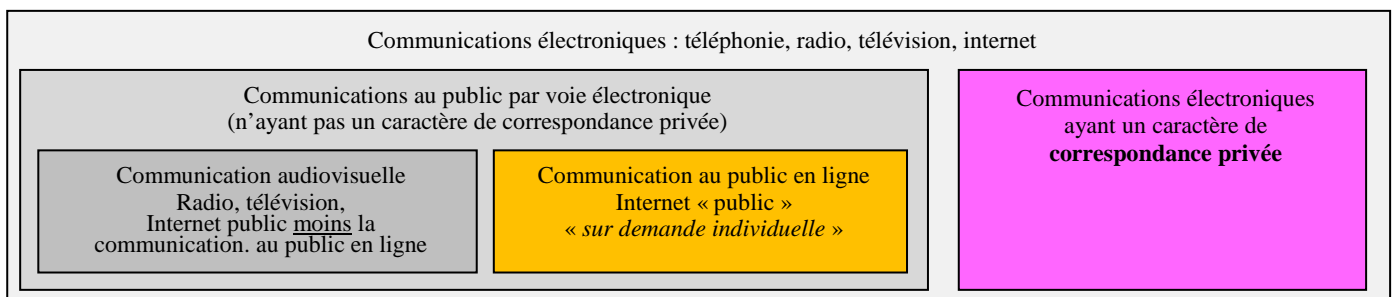 Communications électroniques : téléphonie, radio, télévision, internet
Communications au public par voie électronique
(n’ayant pas un caractère de correspondance privée)
Communication audiovisuelle
Radio, télévision,
Internet public moins la
communication. au public en ligne
Communication au public en ligne
Internet « public »
« sur demande individuelle »
Communications électroniques
ayant un caractère de
correspondance privée